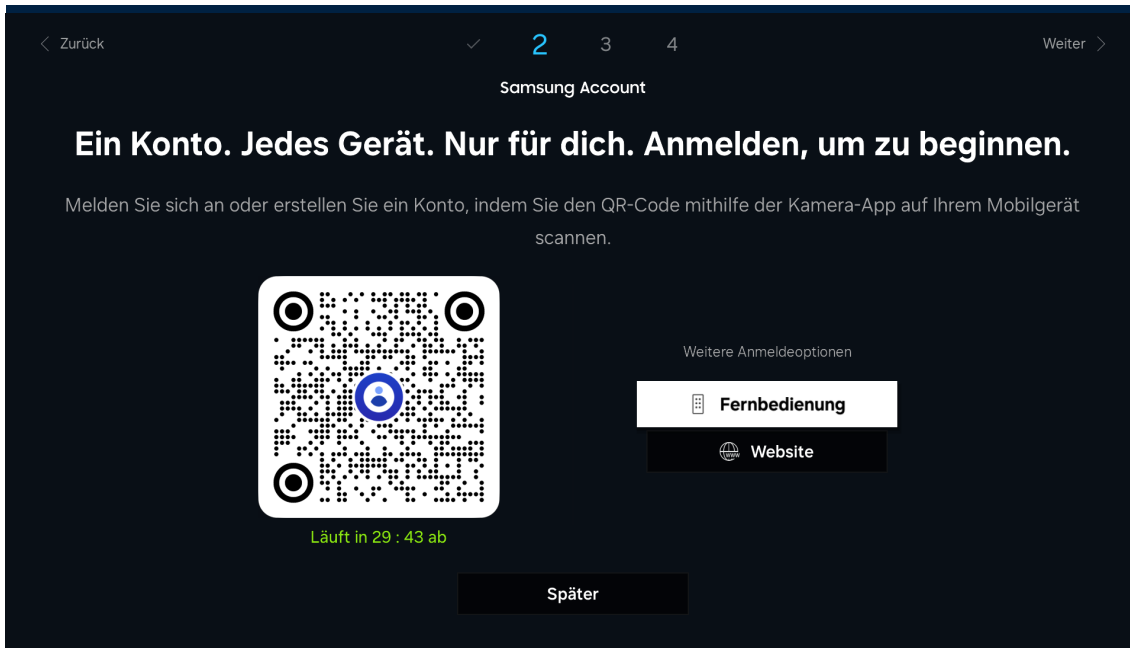 Zurück
2 3 4
Weiter
Samsung Account
Ein Konto. Jedes Gerät. Nur für dich. Anmelden, um zu beginnen.
Melden Sie sich an oder erstellen Sie ein Konto, indem Sie den QR-Code mithilfe der Kamera-App auf Ihrem Mobilgerät
scannen.
Weitere Anmeldeoptionen
Fernbedienung
www Website
Läuft in 29 : 43 ab
Später